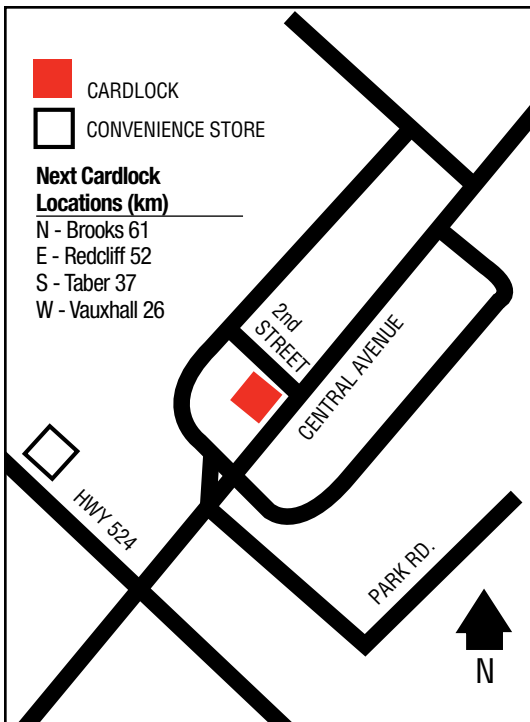 CARDLOCK
CONVENIENCE STORE
Next Cardlock
Locations (km)
N - Brooks 61
E - Redcliff 52
S - Taber 37
W - Vauxhall 26
2nd
STREET
CENTRAL AVENUE
HWY 524
PARK RD.
N